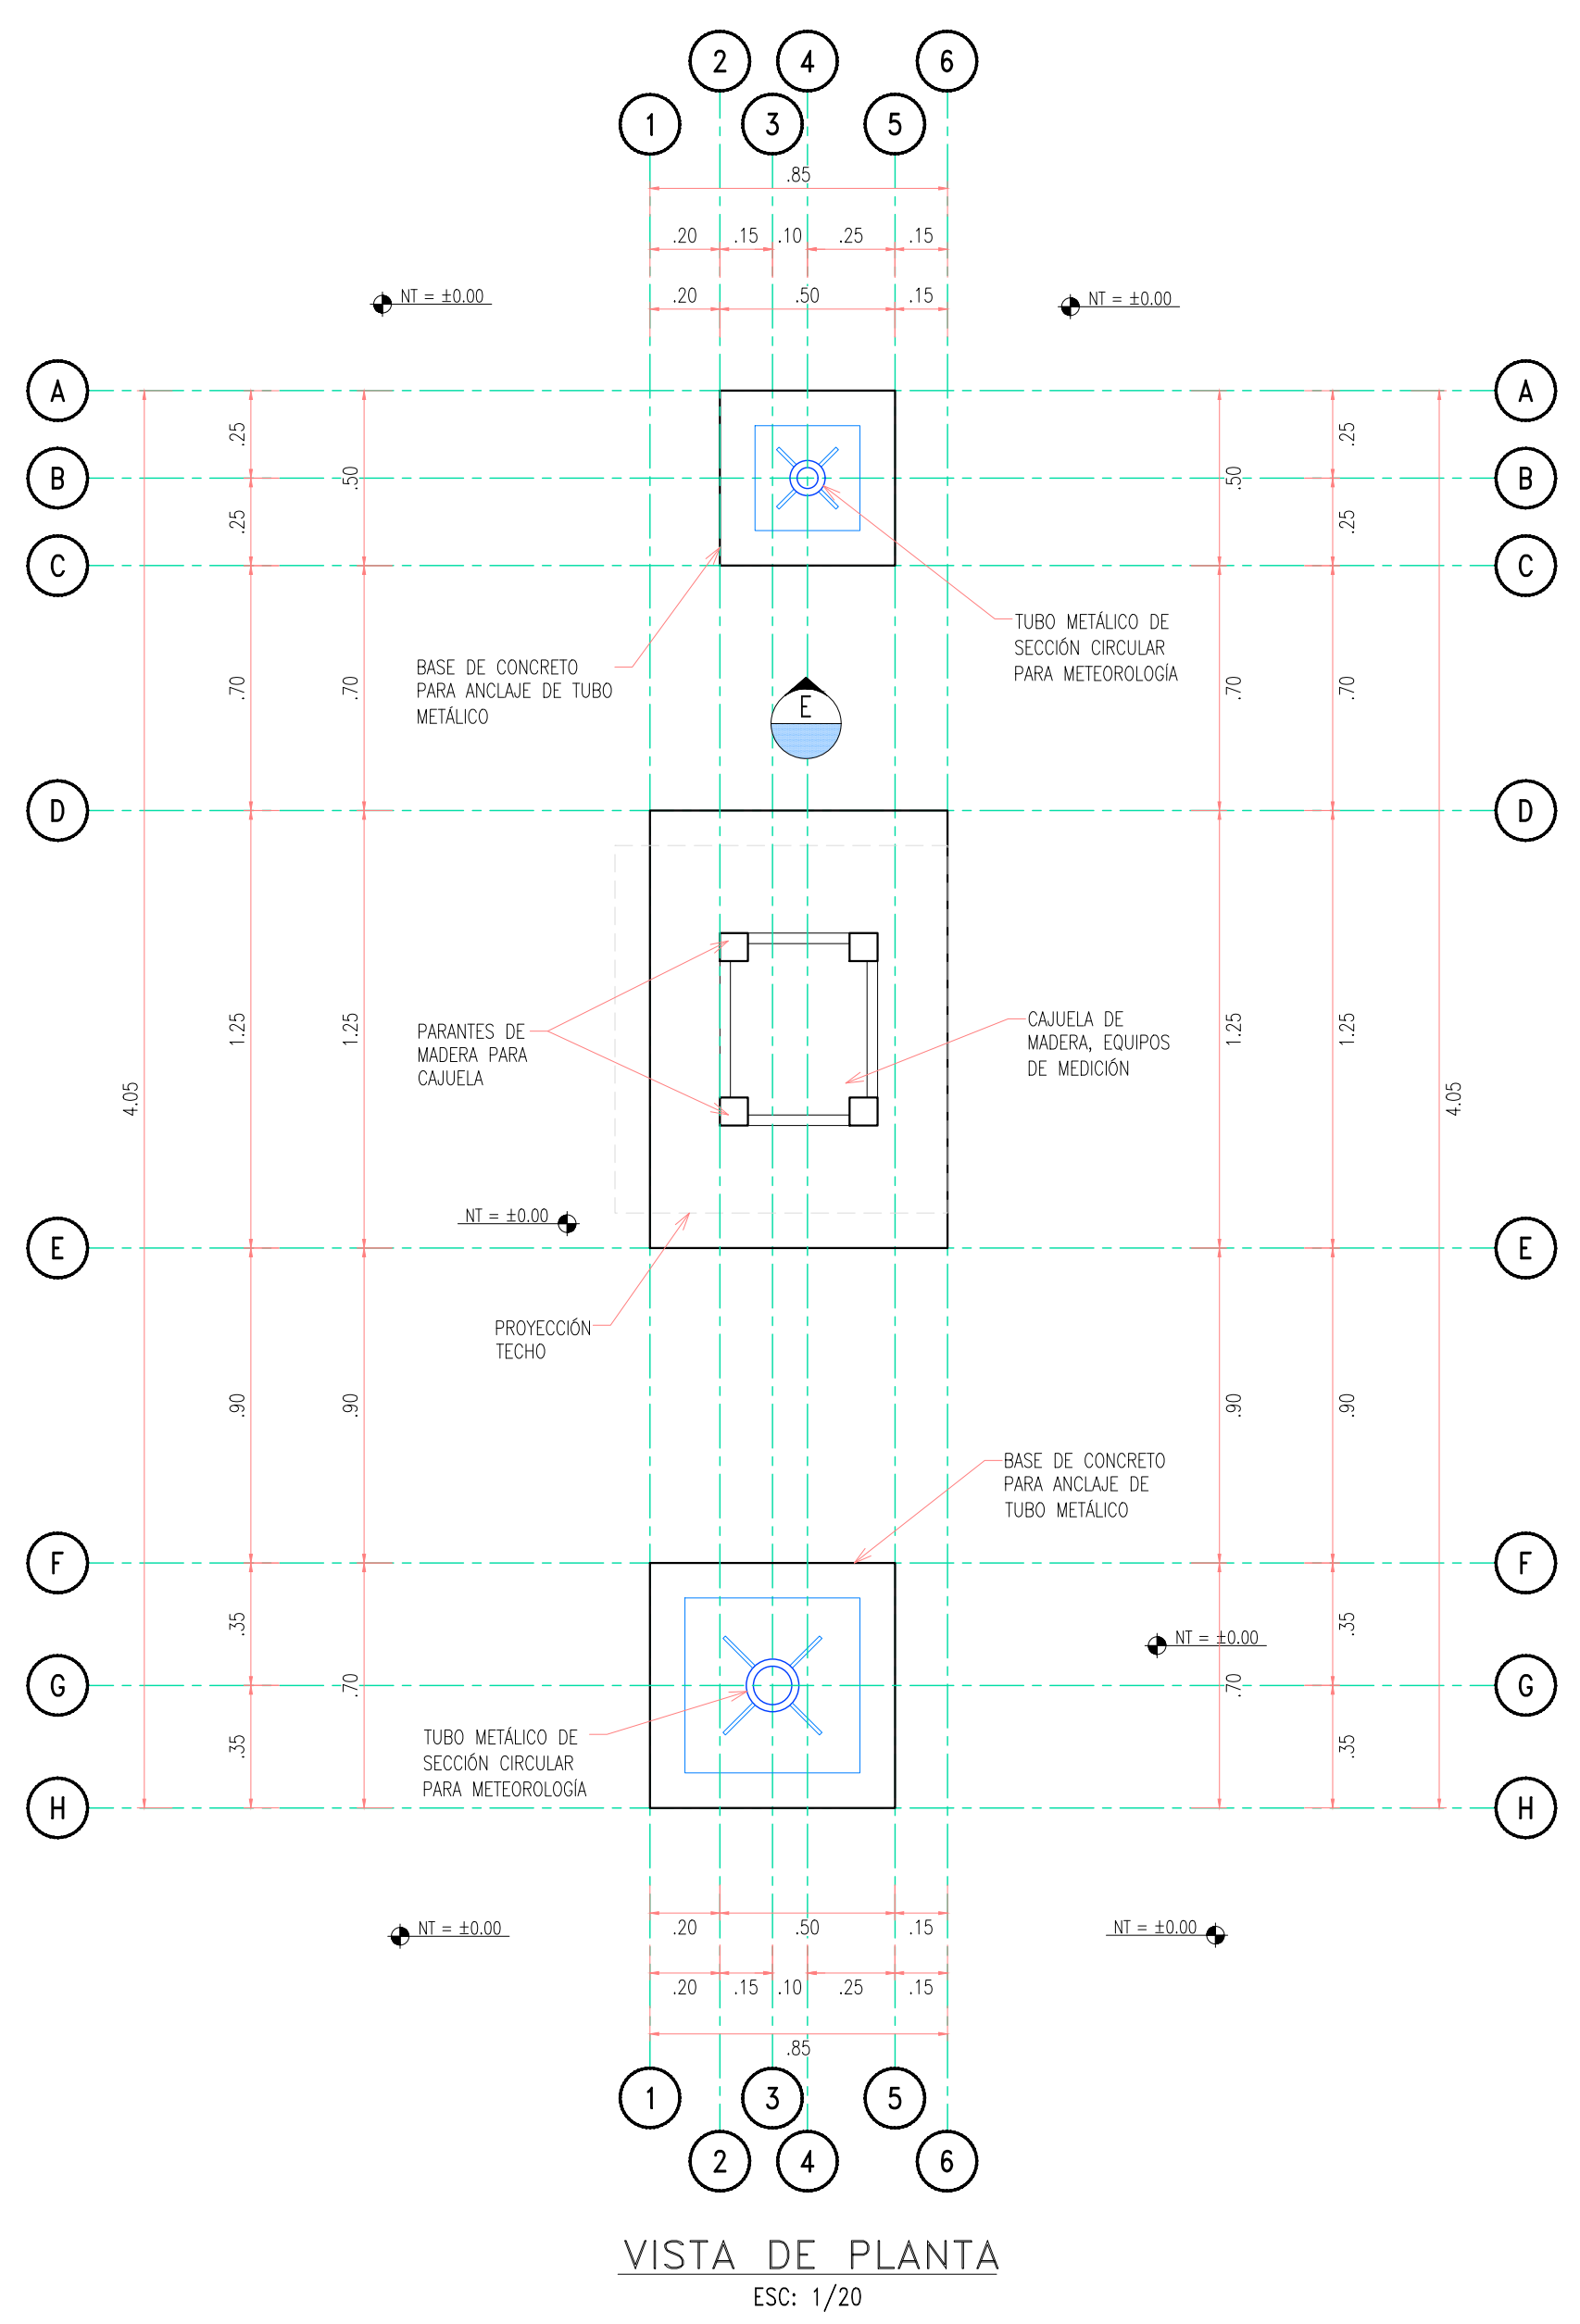 2 4 6
1 3 5
.85
.20 .15 .10 .25 .15
NT = ±0.00 .20 .50 .15 NT = ±0.00
A A
.25 .25
B .50 .50 B
.25 .25
C C
TUBO METÁLICO DE
SECCIÓN CIRCULAR
PARA METEOROLOGÍA
BASE DE CONCRETO
PARA ANCLAJE DE TUBO
METÁLICO
.70 .70 .70 .70
E
D D
PARANTES DE
MADERA PARA
CAJUELA
CAJUELA DE
MADERA, EQUIPOS
DE MEDICIÓN
1.25 1.25 1.25 1.25
4.05 4.05
NT = ±0.00
E E
PROYECCIÓN
TECHO
.90 .90 .90 .90
BASE DE CONCRETO
PARA ANCLAJE DE
TUBO METÁLICO
F F
.35 .35
NT = ±0.00
G .70 .70 G
TUBO METÁLICO DE
SECCIÓN CIRCULAR
PARA METEOROLOGÍA
.35 .35
H H
NT = ±0.00 .20 .50 .15 NT = ±0.00
.20 .15 .10 .25 .15
.85
1 3 5
2 4 6
VISTA DE PLANTA
ESC: 1/20